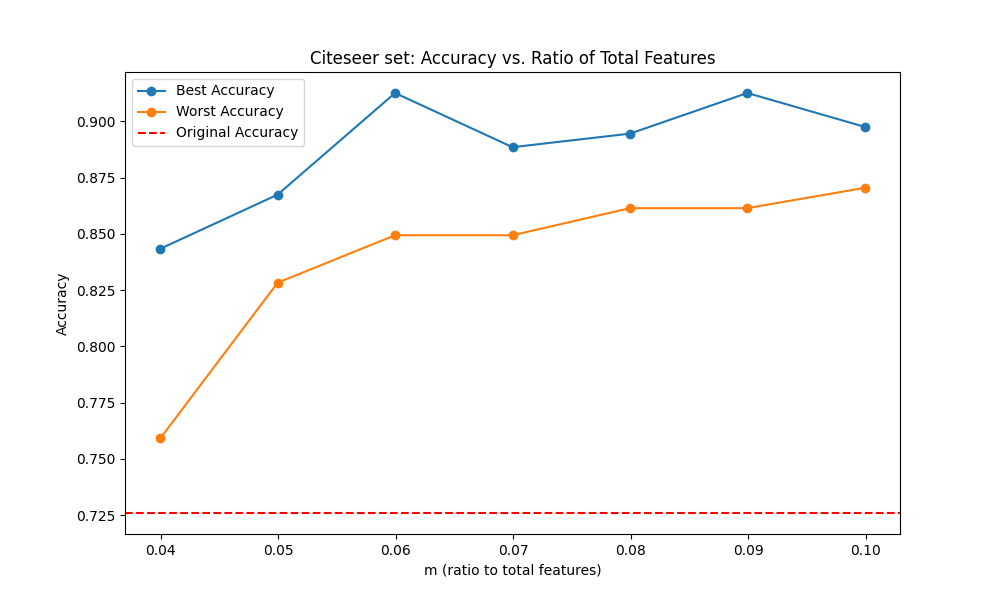 Citeseer set: Accuracy vs. Ratio of Total Features
Best Accuracy
Worst Accuracy
Original Accuracy
0.900
0.875
0.850
0.825
0.800
0.775
0.750
0.725
Accuracy
0.04 0.05 0.06 0.07 0.08 0.09 0.10
m (ratio to total features)